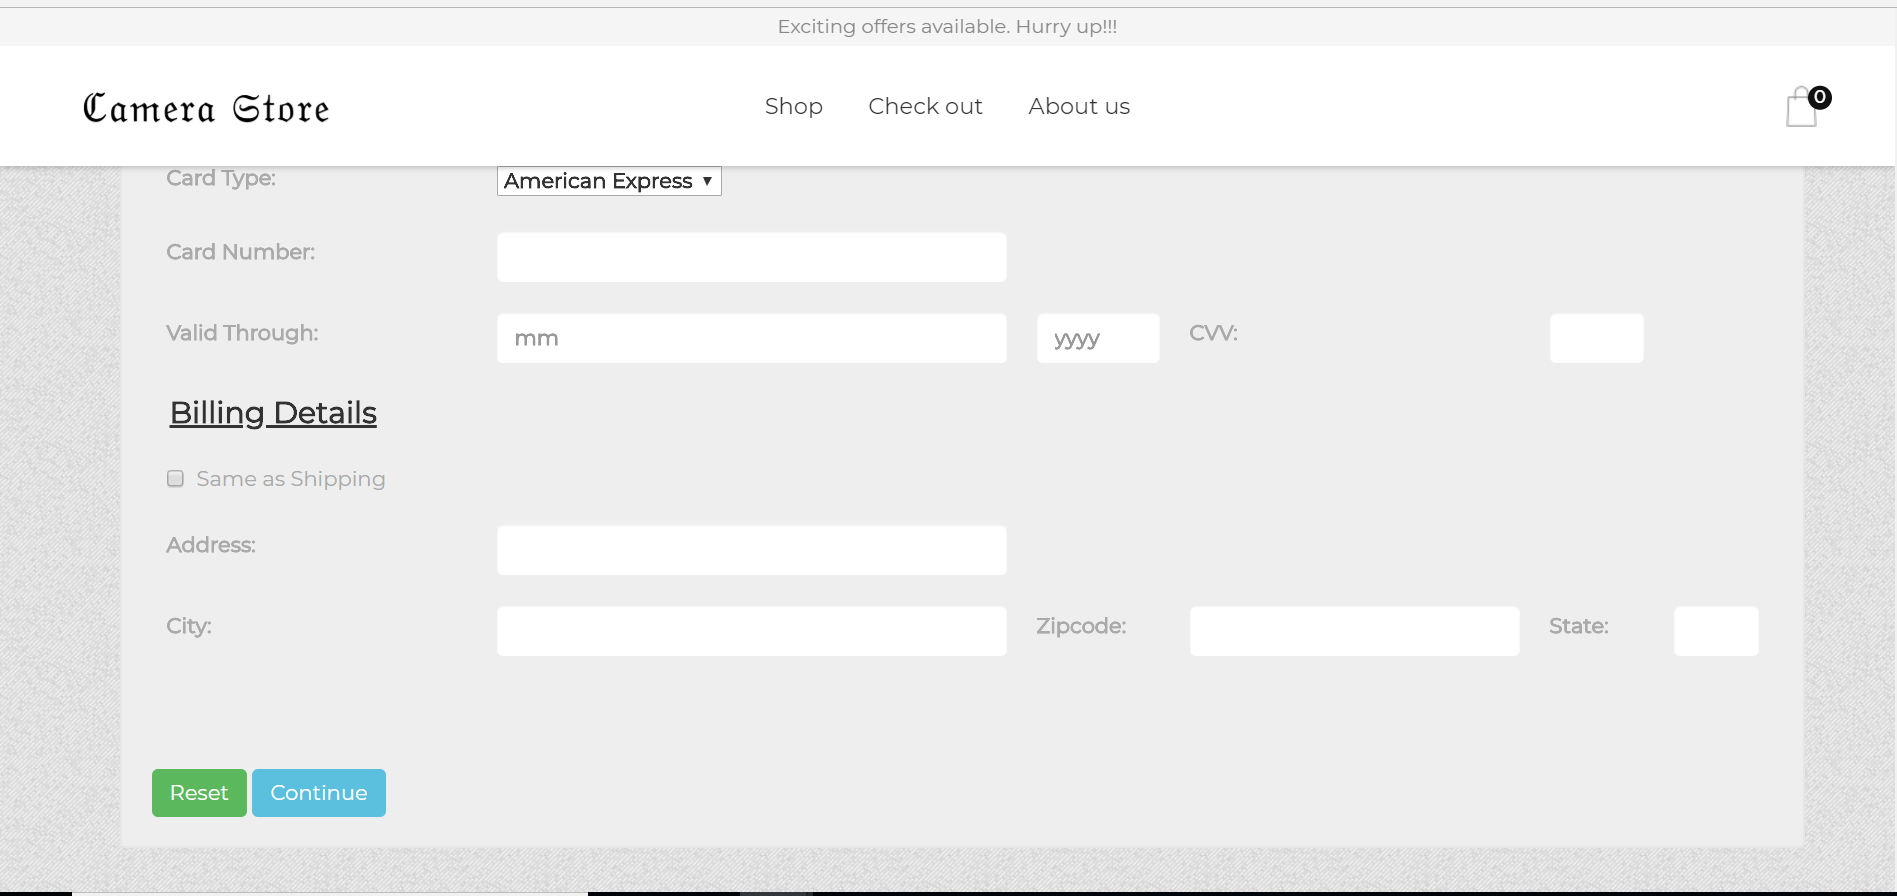 Exciting offers available. Hurry up!!!
Camera Store Shop Check out About us 0
Card Type: American Express
Card Number:
Valid Through: mm yyyy CVV:
Billing Details
Same as Shipping
Address:
City: Zipcode: State:
Reset Continue